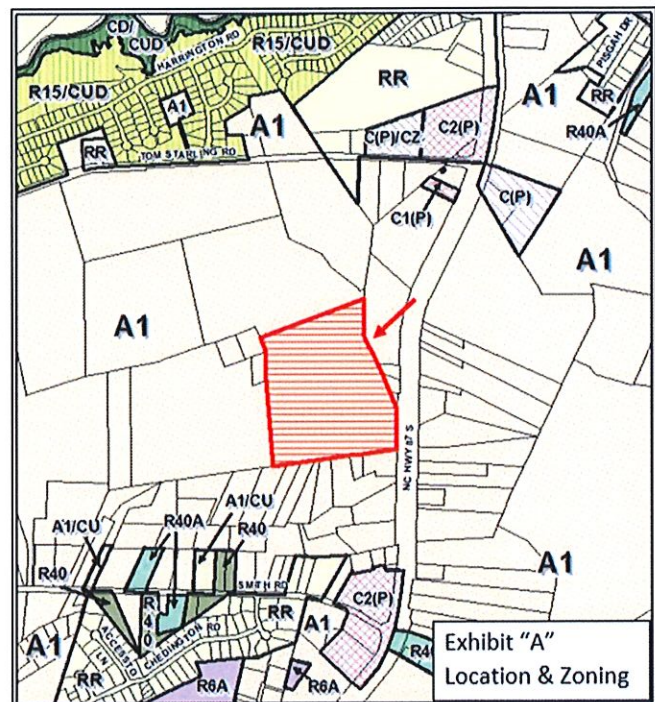 CD/
CUD
HARRINGTON RD
R15/CUD
R15/CUD
A1
RR
TOM STARLING RD
A1
RR
C(P)/CZ
C2(P)
C1(P)
A1
PISGAH DR
RR
R40A
C(P)
A1
A1
NC HWY 87 S
A1/CU
R40A
A1/CU
R40
R40
R40
SMITH RD
A1
ACCESS RD
LN
CHEDINGTON RD
RR
RR
R6A
A1
R6A
C2(P)
A1
Exhibit "A"
Location & Zoning